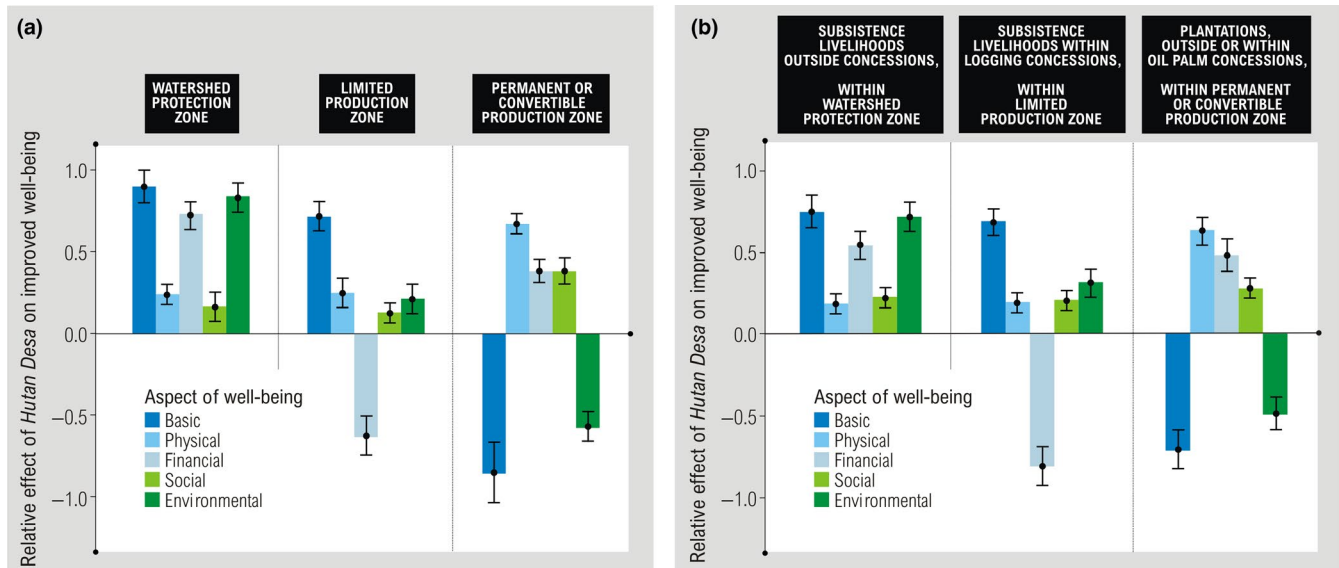 (a)
WATERSHED
PROTECTION
ZONE
LIMITED
PRODUCTION
ZONE
PERMANENT OR
CONVERTIBLE
PRODUCTION ZONE
Relative effect of Hutan Desa on improved well-being
1.0
0.5
0.0
−0.5
−1.0
Aspect of well-being
Basic
Physical
Financial
Social
Environmental
(b)
SUBSISTENCE
LIVELIHOODS
OUTSIDE CONCESSIONS,
WITHIN
WATERSHED
PROTECTION ZONE
SUBSISTENCE
LIVELIHOODS WITHIN
LOGGING CONCESSIONS,
WITHIN
LIMITED
PRODUCTION ZONE
PLANTATIONS,
OUTSIDE OR WITHIN
OIL PALM CONCESSIONS,
WITHIN PERMANENT
OR CONVERTIBLE
PRODUCTION ZONE
Relative effect of Hutan Desa on improved well-being
1.0
0.5
0.0
−0.5
−1.0
Aspect of well-being
Basic
Physical
Financial
Social
Environmental